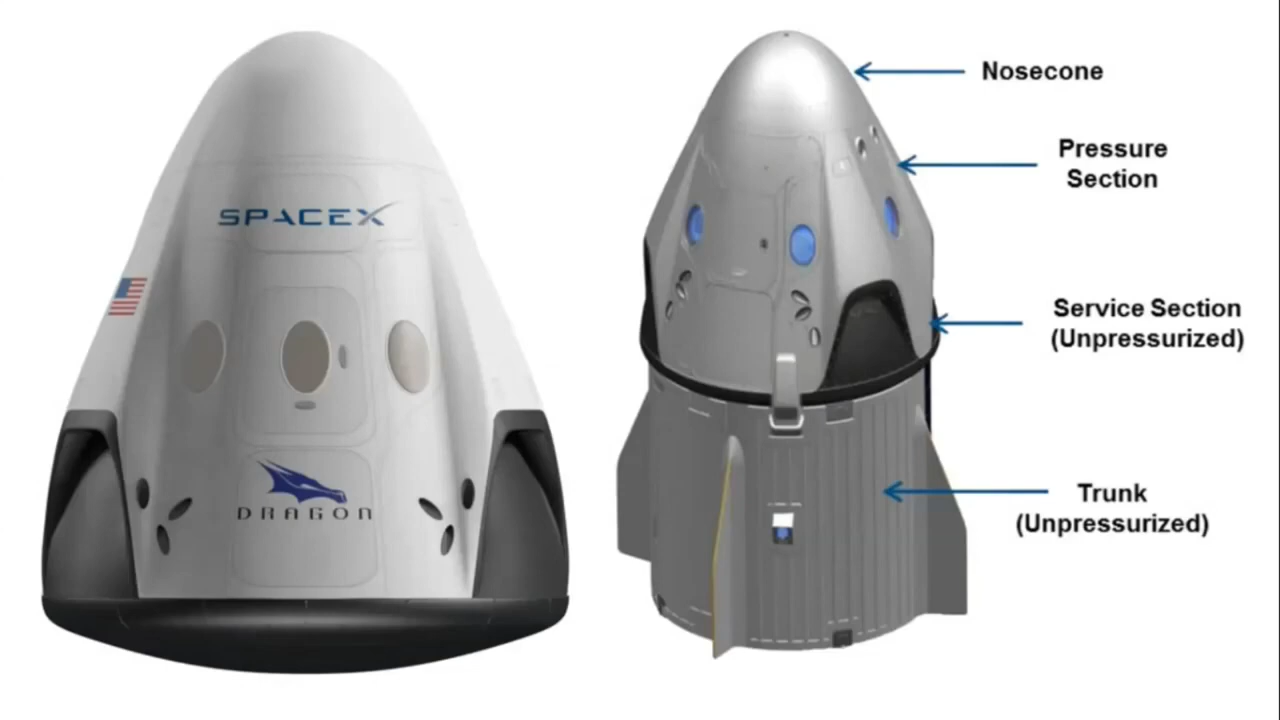 SPACEX
DRAGON
Nosecone
Pressure
Section
Service Section
(Unpressurized)
Trunk
(Unpressurized)